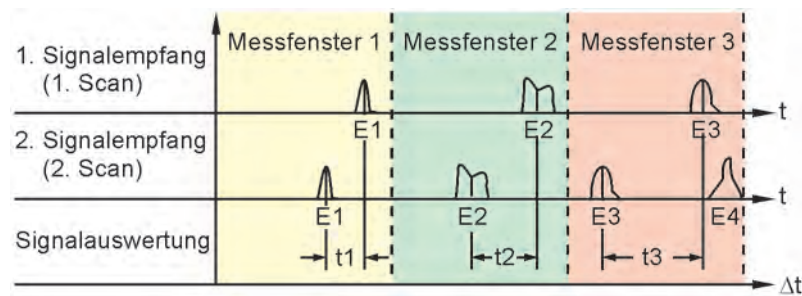 Messfenster 1
Messfenster 2
Messfenster 3
1. Signalempfang
(1. Scan)
E1
E2
E3
t
2. Signalempfang
(2. Scan)
E1
E2
E3
E4
t
Signalauswertung
t1
t2
t3
Δt